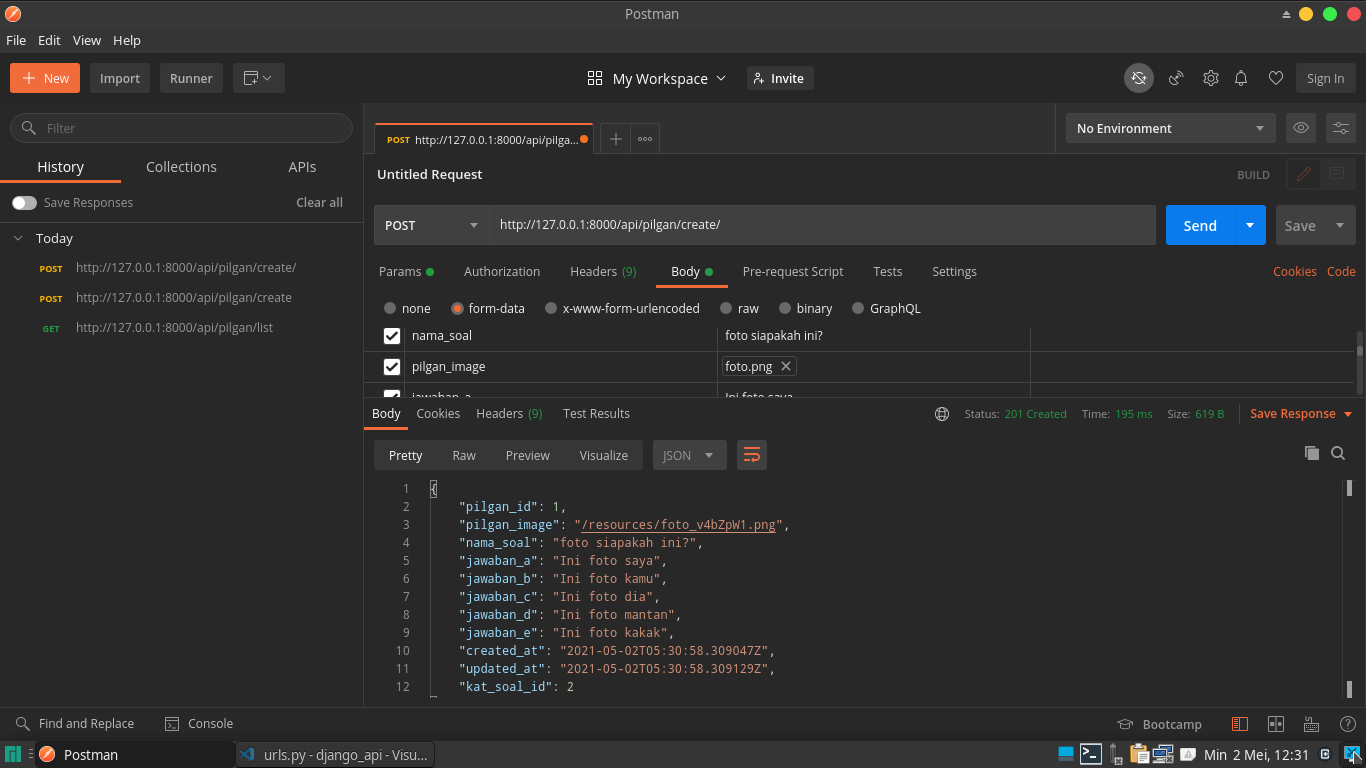 Postman
File Edit View Help
New Import Runner My Workspace Invite Sign In
Filter
History Collections APIs
Save Responses Clear all
Today
POST http://127.0.0.1:8000/api/pilgan/create/
POST http://127.0.0.1:8000/api/pilgan/create
GET http://127.0.0.1:8000/api/pilgan/list
POST http://127.0.0.1:8000/api/pilga... No Environment
Untitled Request BUILD
POST http://127.0.0.1:8000/api/pilgan/create/ Send Save
Params Authorization Headers (9) Body Pre-request Script Tests Settings Cookies Code
none form-data x-www-form-urlencoded raw binary GraphQL
nama_soal foto siapakah ini?
pilgan_image foto.png
jawaban_a Ini foto saya
Body Cookies Headers (9) Test Results Status: 201 Created Time: 195 ms Size: 619 B Save Response
Pretty Raw Preview Visualize JSON
1 {
2 "pilgan_id": 1,
3 "pilgan_image": "/resources/foto_v4bZpW1.png",
4 "nama_soal": "foto siapakah ini?",
5 "jawaban_a": "Ini foto saya",
6 "jawaban_b": "Ini foto kamu",
7 "jawaban_c": "Ini foto dia",
8 "jawaban_d": "Ini foto mantan",
9 "jawaban_e": "Ini foto kakak",
10 "created_at": "2021-05-02T05:30:58.309047Z",
11 "updated_at": "2021-05-02T05:30:58.309129Z",
12 "kat_soal_id": 2
Find and Replace Console Bootcamp
Postman urls.py - django_api - Visu... Min 2 Mei, 12:31